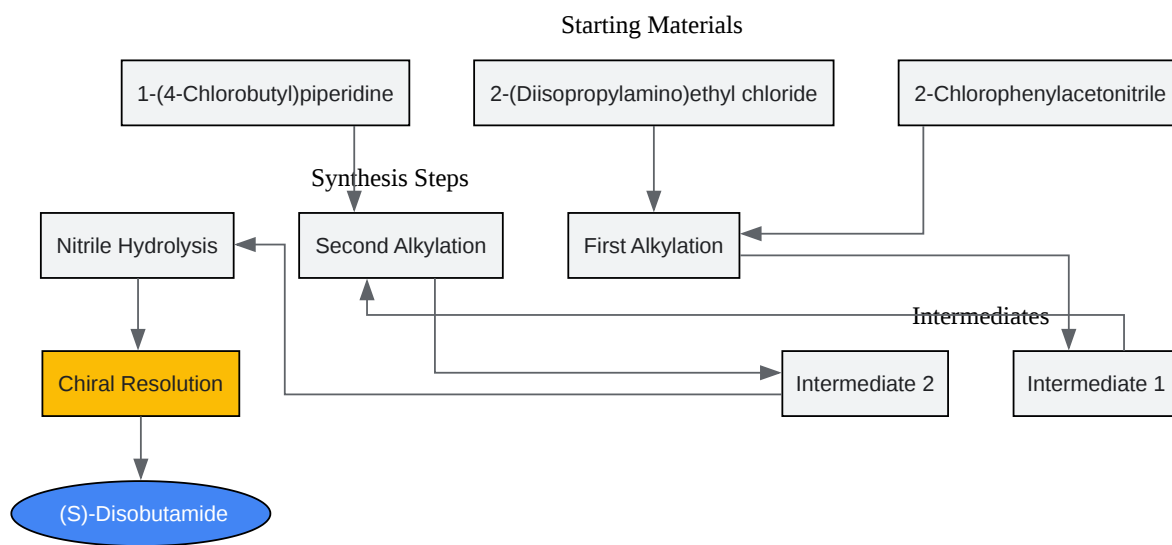 Starting Materials
1-(4-Chlorobutyl)piperidine
2-(Diisopropylamino)ethyl chloride
2-Chlorophenylacetonitrile
Synthesis Steps
Nitrile Hydrolysis
Second Alkylation
First Alkylation
Intermediates
Chiral Resolution
Intermediate 2
Intermediate 1
(S)-Disobutamide